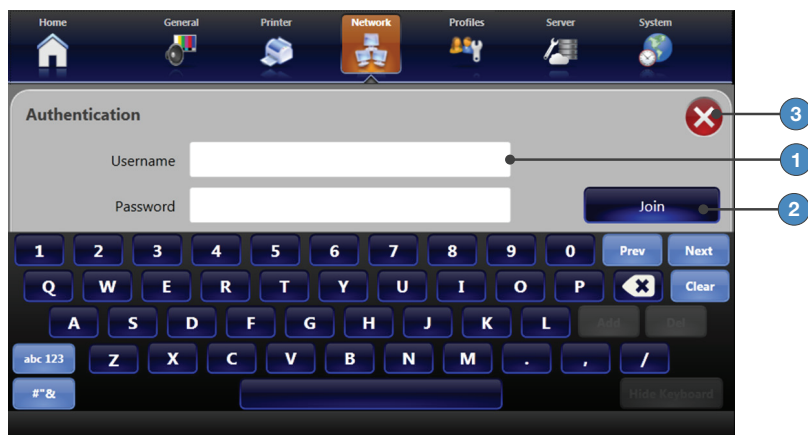 Home General Printer Network Profiles Server System
Authentication
3
Username
1
Password
Join
2
1 2 3 4 5 6 7 8 9 0 Prev Next
Q W E R T Y U I O P Clear
A S D F G H J K L Add Del
abc 123 Z X C V B N M . , /
#"& Hide Keyboard